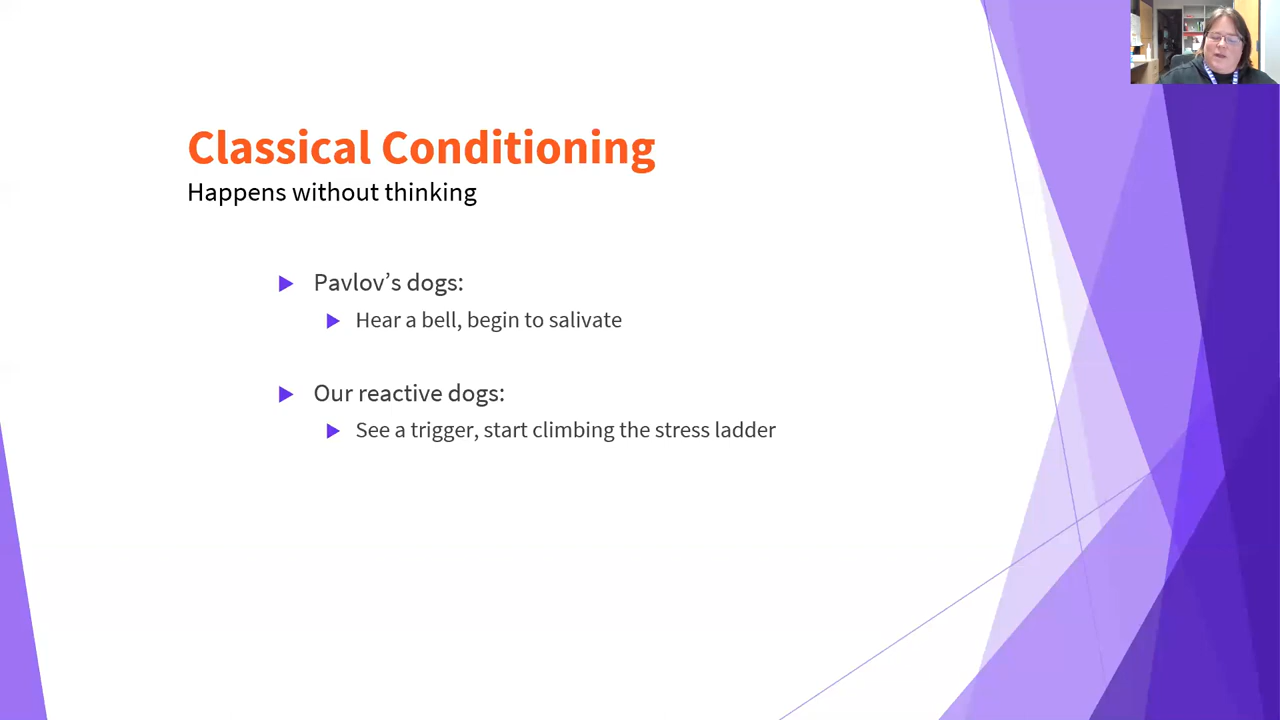 Classical Conditioning
Happens without thinking
Pavlov’s dogs:
Hear a bell, begin to salivate
Our reactive dogs:
See a trigger, start climbing the stress ladder